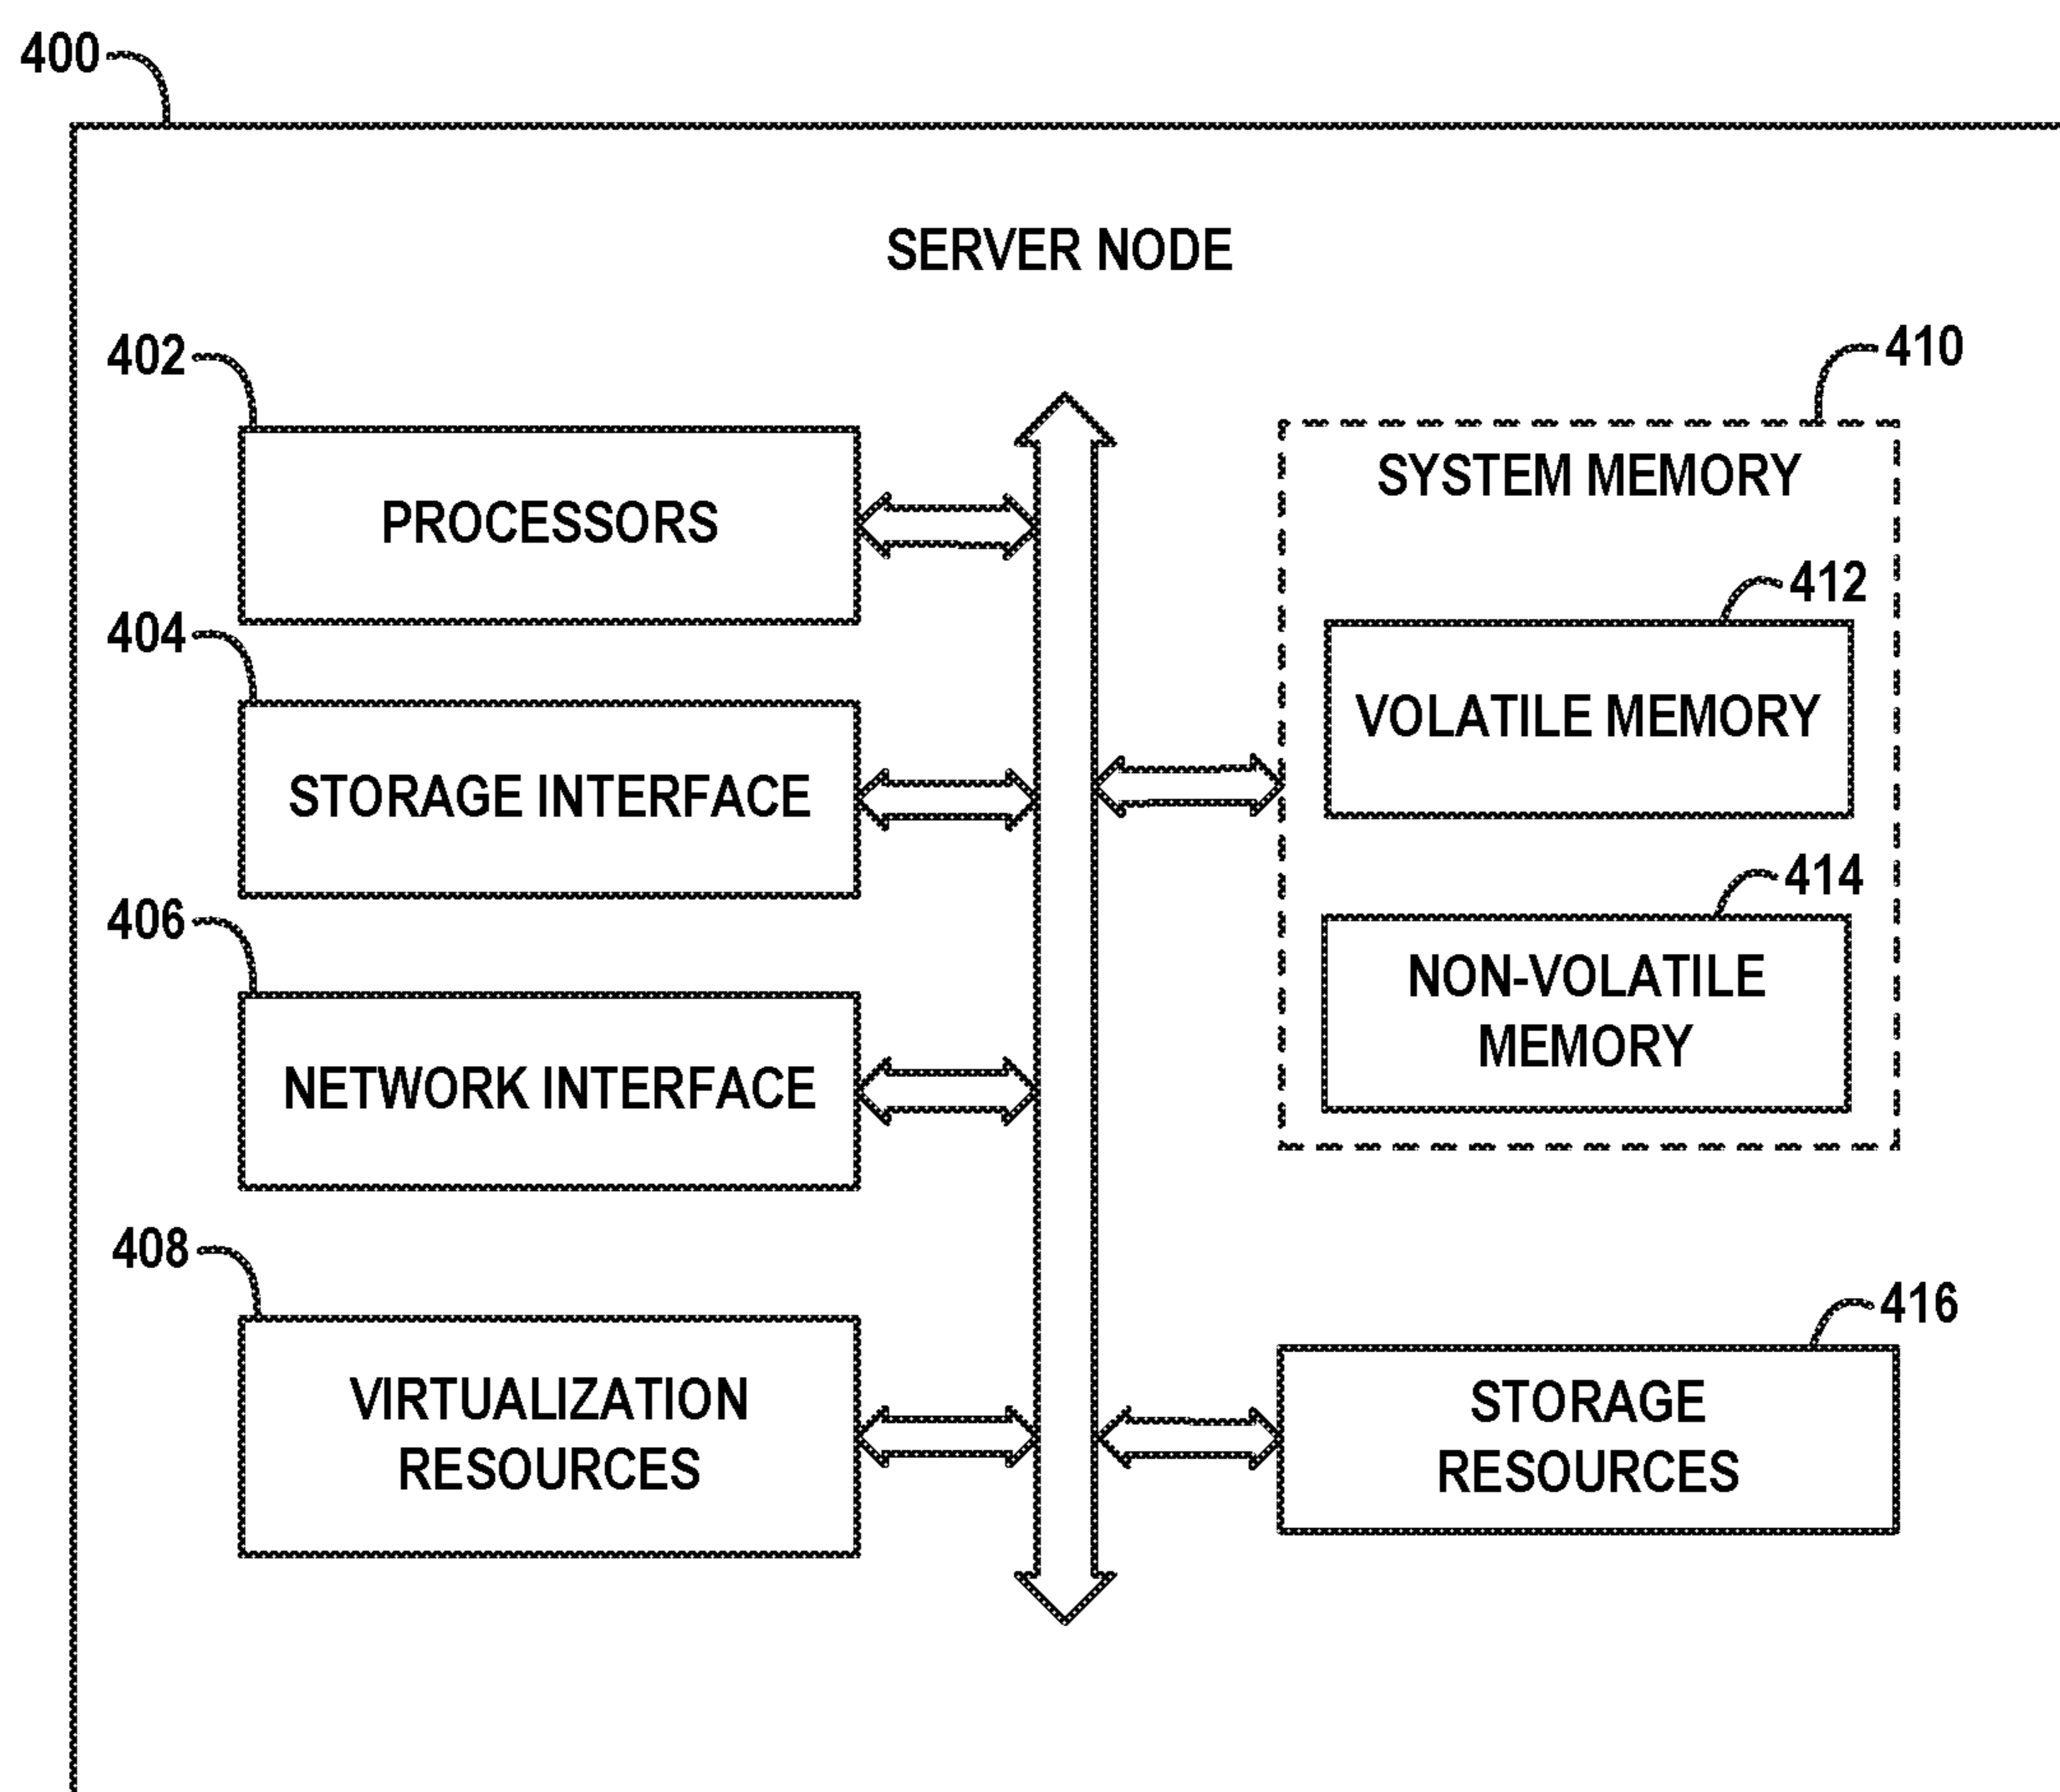 400
SERVER NODE
402
PROCESSORS
404
STORAGE INTERFACE
406
NETWORK INTERFACE
408
VIRTUALIZATION
RESOURCES
410
SYSTEM MEMORY
412
VOLATILE MEMORY
414
NON-VOLATILE
MEMORY
416
STORAGE
RESOURCES